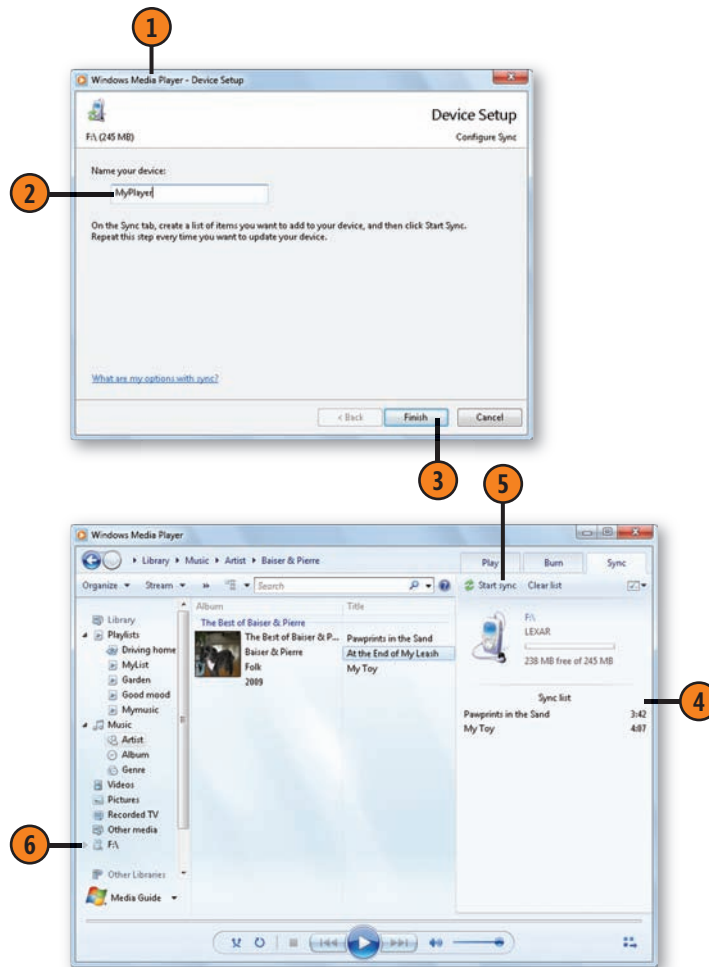 1
Windows Media Player - Device Setup
Device Setup
F:\ (245 MB)
Configure Sync
Name your device:
2
MyPlayer
On the Sync tab, create a list of items you want to add to your device, and then click Start Sync.
Repeat this step every time you want to update your device.
What are my options with sync?
< Back
Finish
Cancel
3
5
Windows Media Player
Library
Music
Artist
Baiser & Pierre
Play
Burn
Sync
Organize
Stream
»
Search
Start sync
Clear list
Album
Title
Library
Playlists
Driving home
MyList
Garden
Good mood
Mymusic
Music
Artist
Album
Genre
Videos
Pictures
Recorded TV
Other media
6
F:\
Other Libraries
Media Guide
The Best of Baiser & Pierre
The Best of Baiser & P...
Pawprints in the Sand
Baiser & Pierre
At the End of My Leash
Folk
My Toy
2009
F:\
LEXAR
238 MB free of 245 MB
Sync list
4
Pawprints in the Sand 3:42
My Toy 4:07